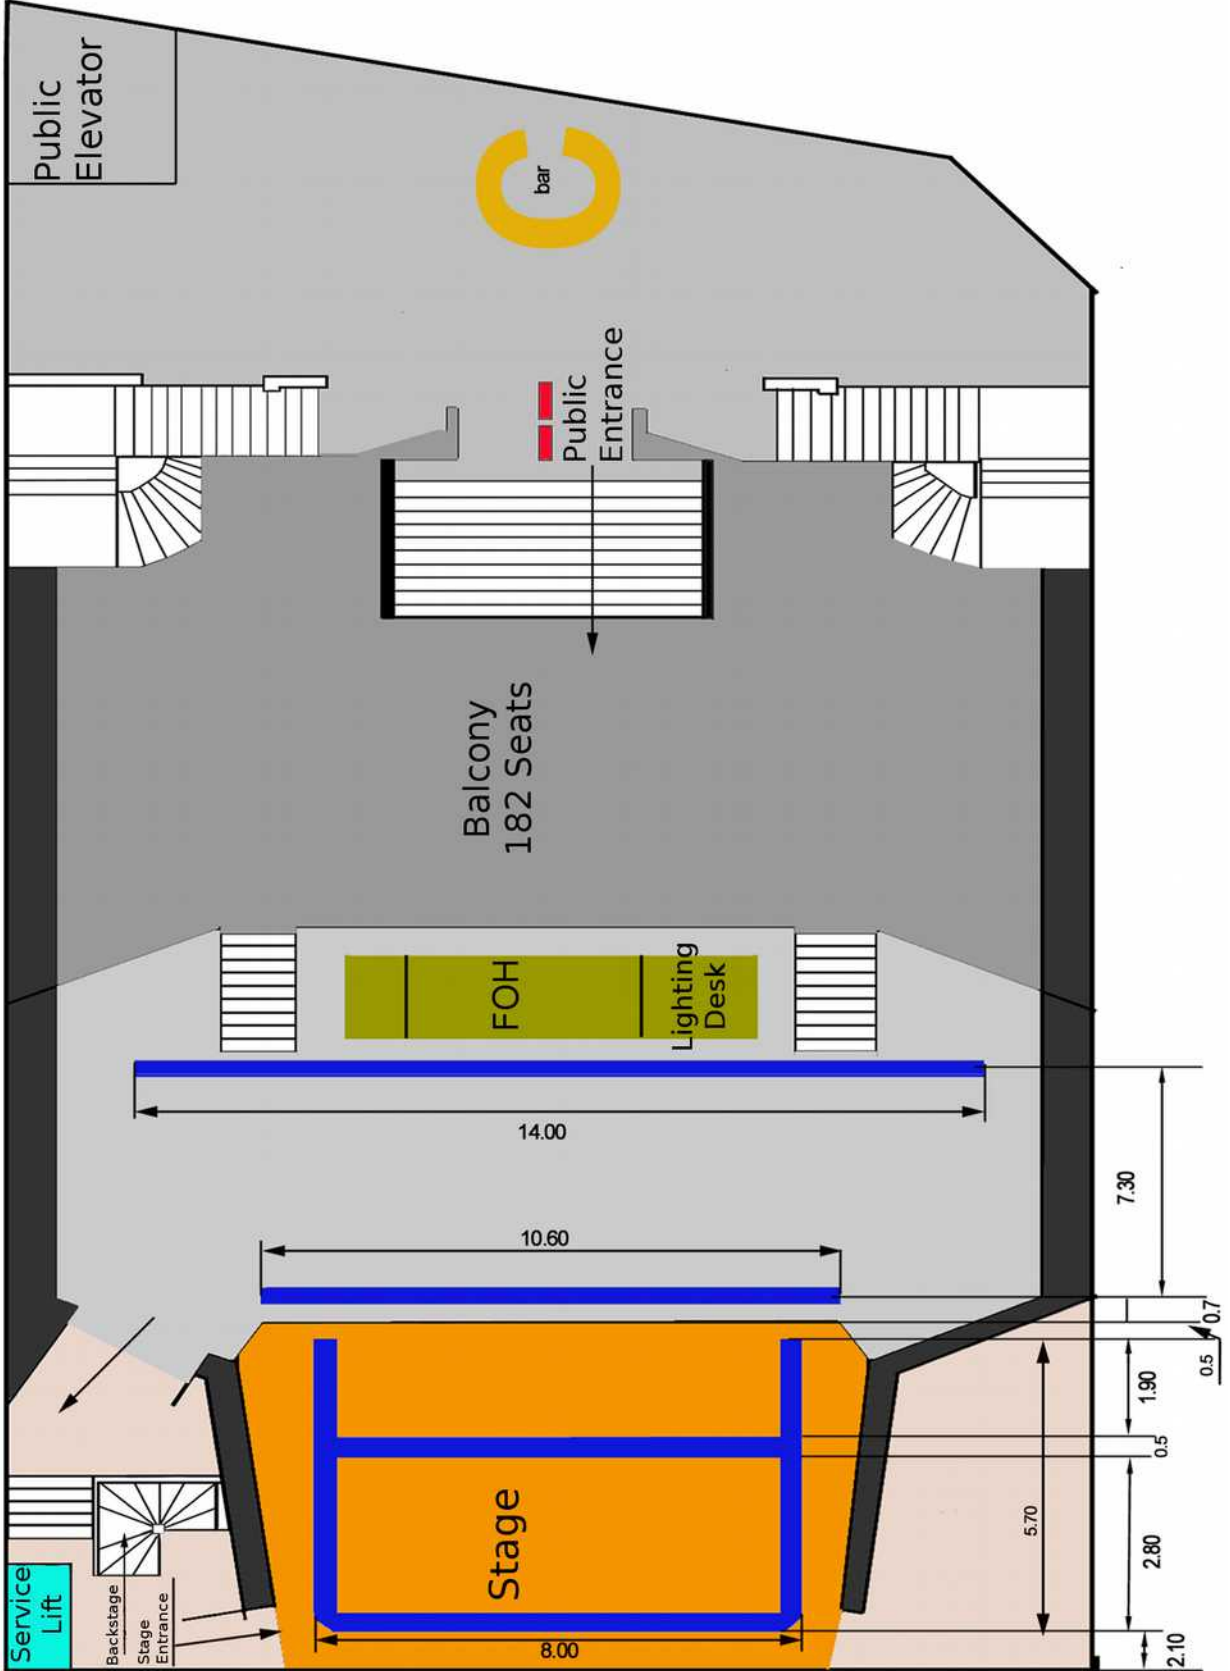 Public
Elevator
bar
Public
Entrance
Balcony
182 Seats
FOH
Lighting
Desk
14.00
7.30
10.60
0.7
0.5
1.90
0.5
5.70
2.80
2.10
Stage
8.00
Service
Lift
Backstage
Stage
Entrance